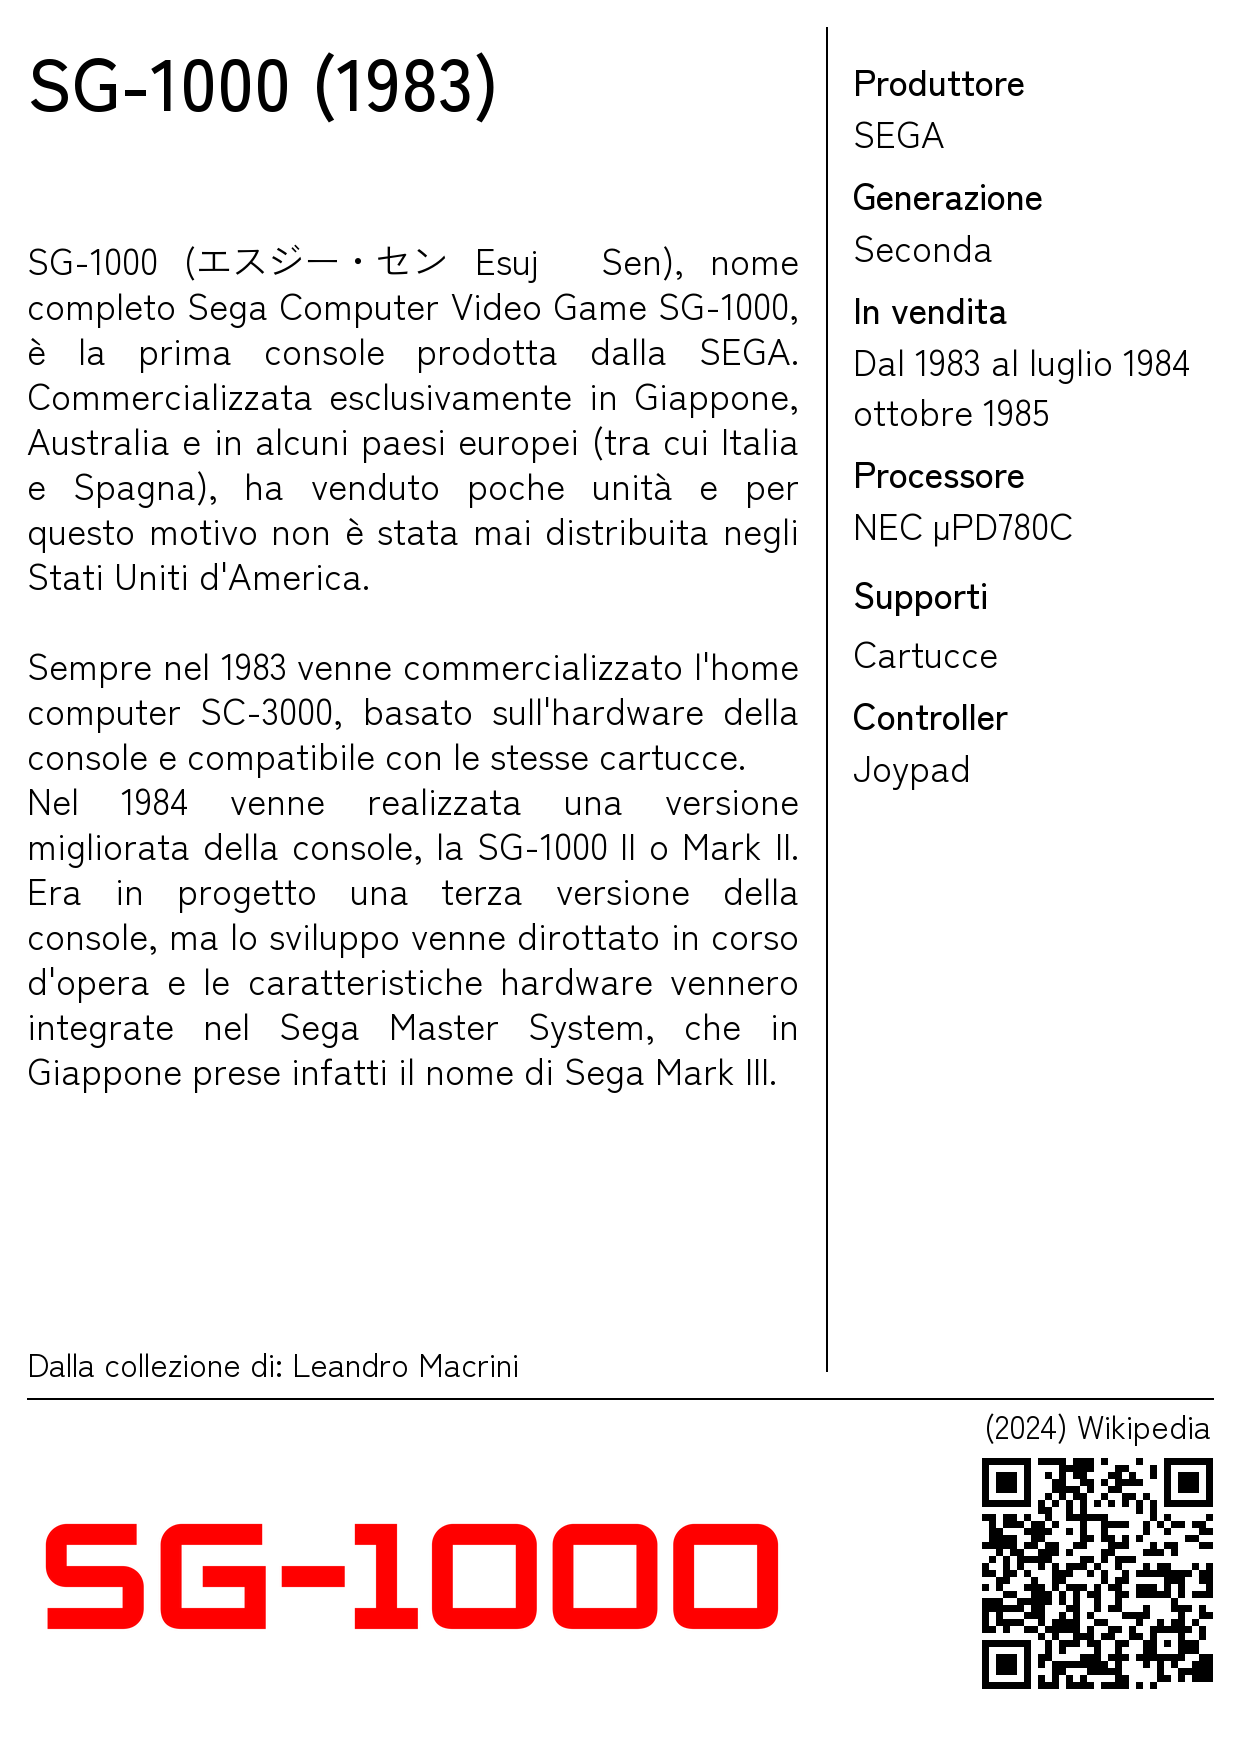 SG-1000 (1983)
SG-1000 (エスジー・セン Esuj Sen), nome
completo Sega Computer Video Game SG-1000,
è la prima console prodotta dalla SEGA.
Commercializzata esclusivamente in Giappone,
Australia e in alcuni paesi europei (tra cui Italia
e Spagna), ha venduto poche unità e per
questo motivo non è stata mai distribuita negli
Stati Uniti d'America.
Sempre nel 1983 venne commercializzato l'home
computer SC-3000, basato sull'hardware della
console e compatibile con le stesse cartucce.
Nel 1984 venne realizzata una versione
migliorata della console, la SG-1000 II o Mark II.
Era in progetto una terza versione della
console, ma lo sviluppo venne dirottato in corso
d'opera e le caratteristiche hardware vennero
integrate nel Sega Master System, che in
Giappone prese infatti il nome di Sega Mark III.
Dalla collezione di: Leandro Macrini
Produttore
SEGA
Generazione
Seconda
In vendita
Dal 1983 al luglio 1984
ottobre 1985
Processore
NEC µPD780C
Supporti
Cartucce
Controller
Joypad
(2024) Wikipedia
SG-1000